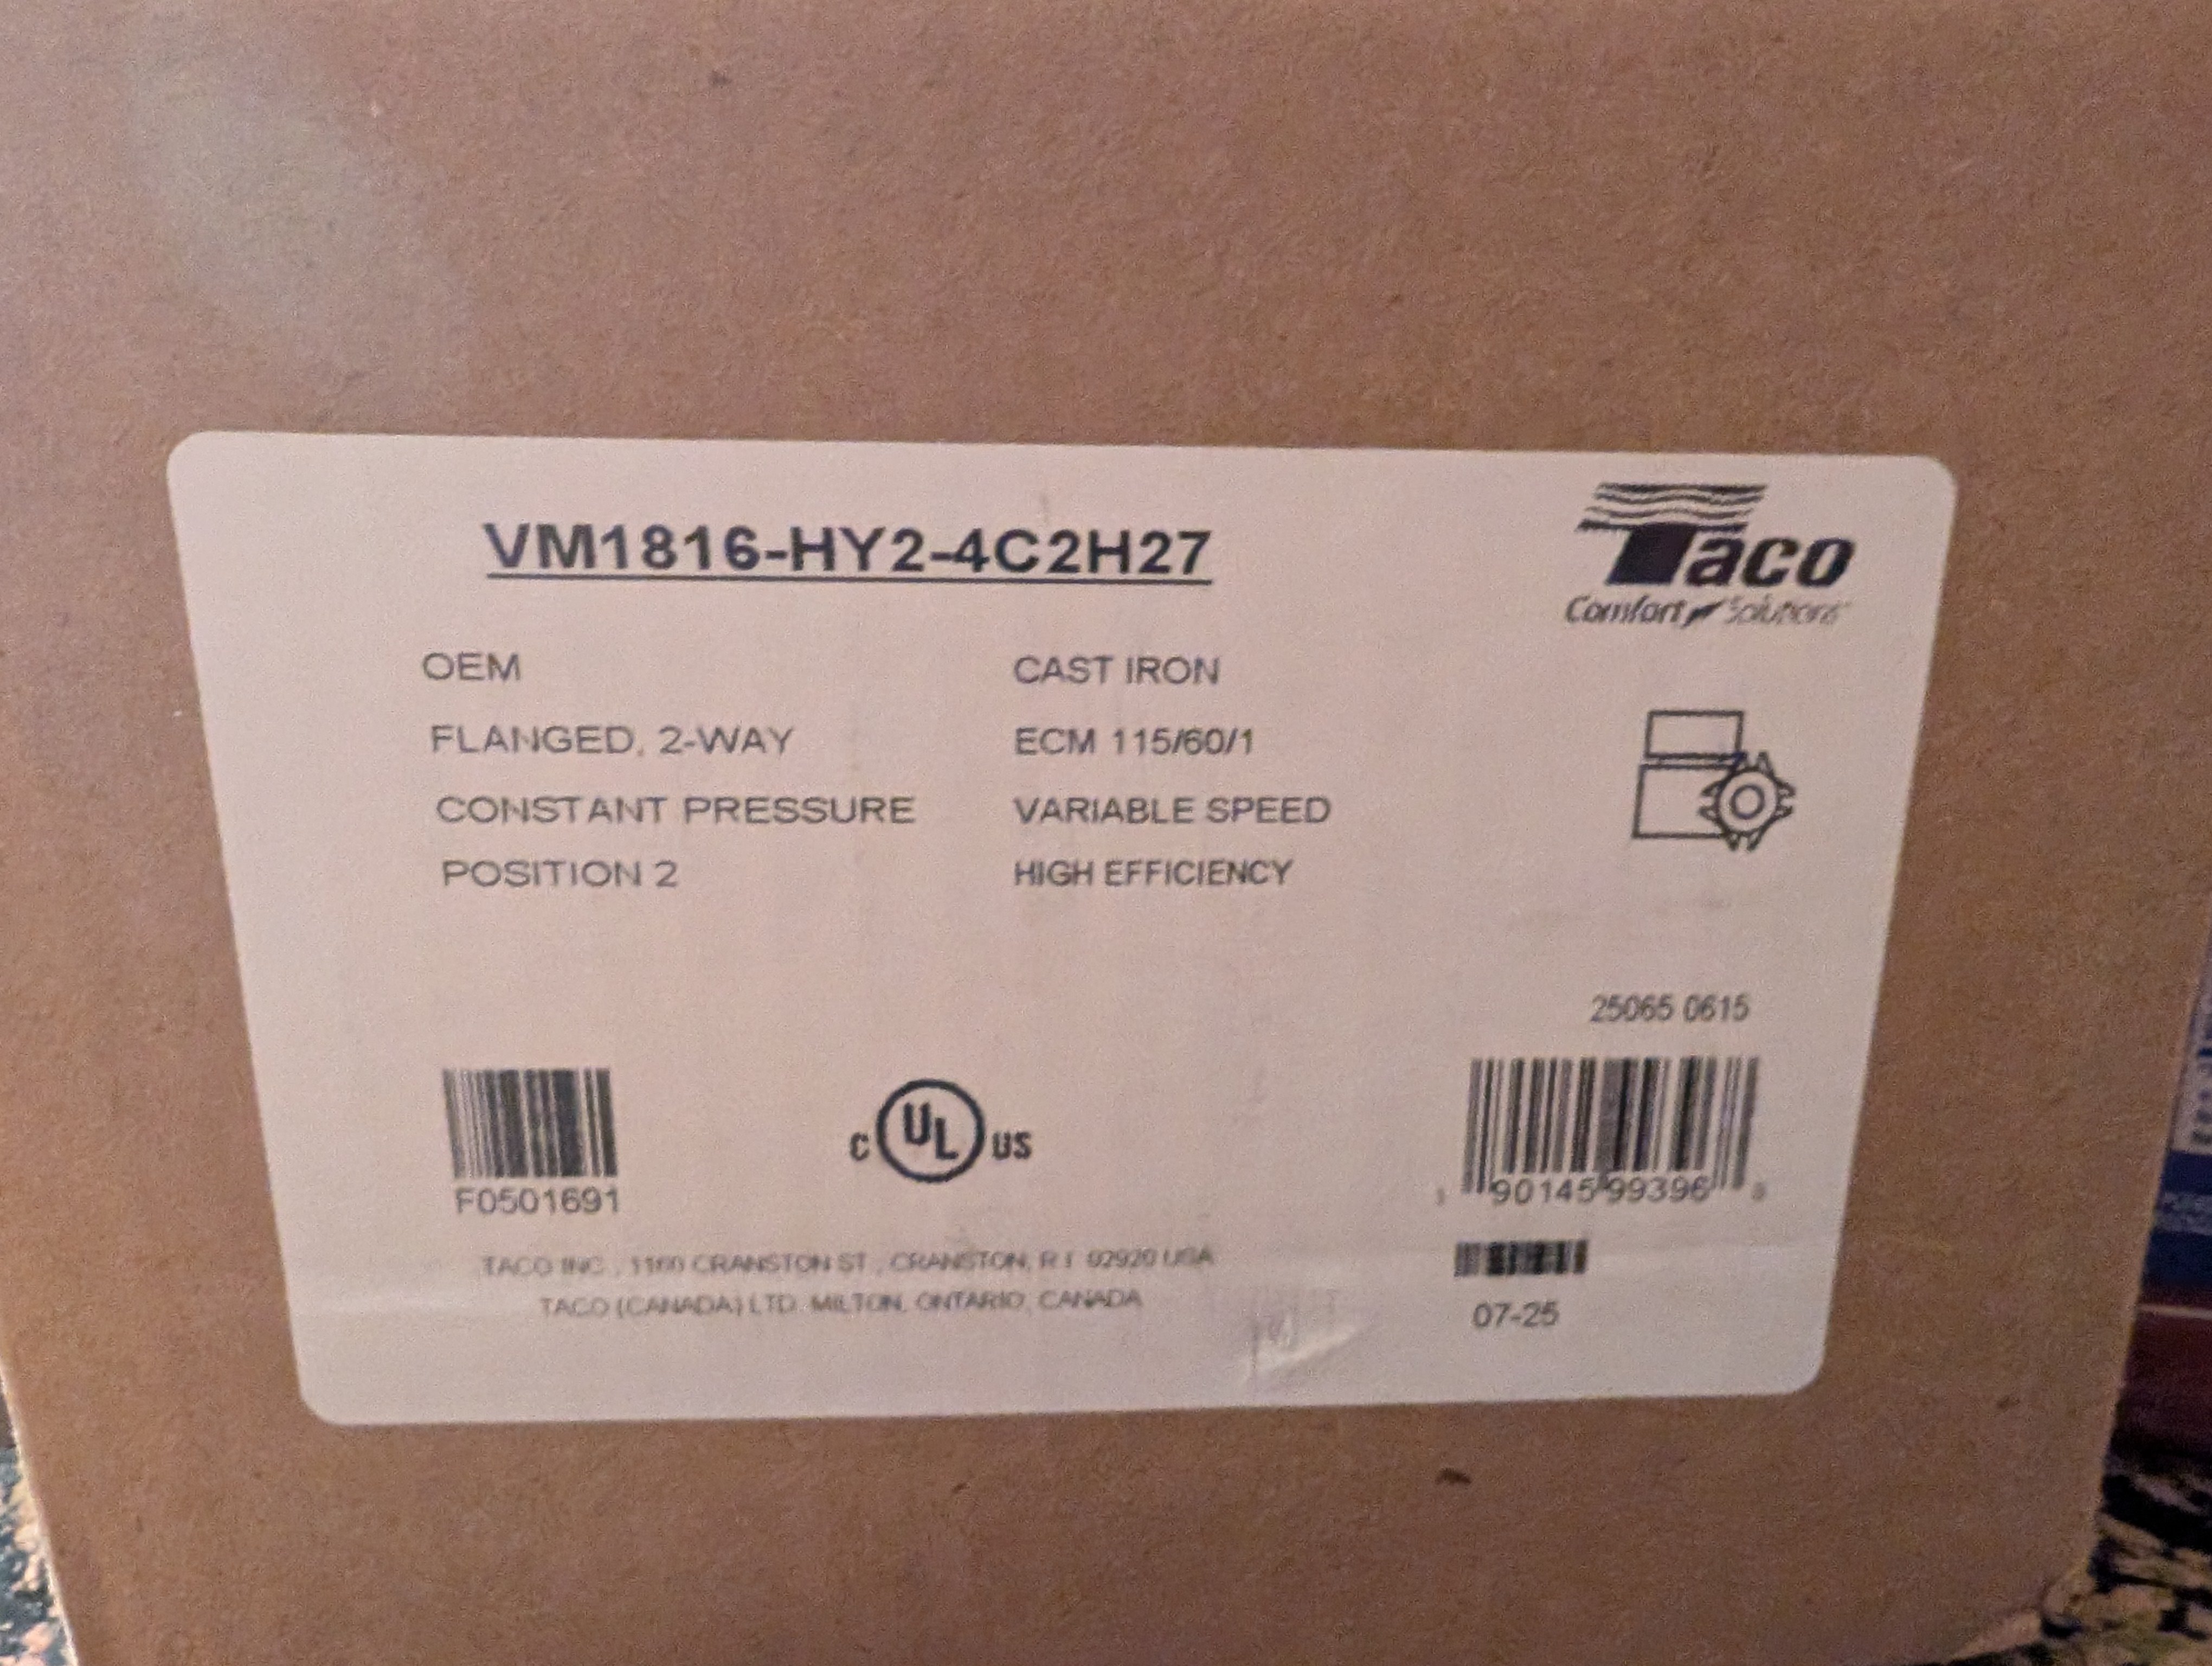 VM1816-HY2-4C2H27
Taco
Comfort Solutions
OEM
CAST IRON
FLANGED, 2-WAY
ECM 115/60/1
CONSTANT PRESSURE
VARIABLE SPEED
POSITION 2
HIGH EFFICIENCY
25065 0615
F0501691
C UL US
90145 99396
TACO INC., 1160 CRANSTON ST., CRANSTON, R.I. 02920 USA
TACO (CANADA) LTD. MILTON, ONTARIO, CANADA
07-25